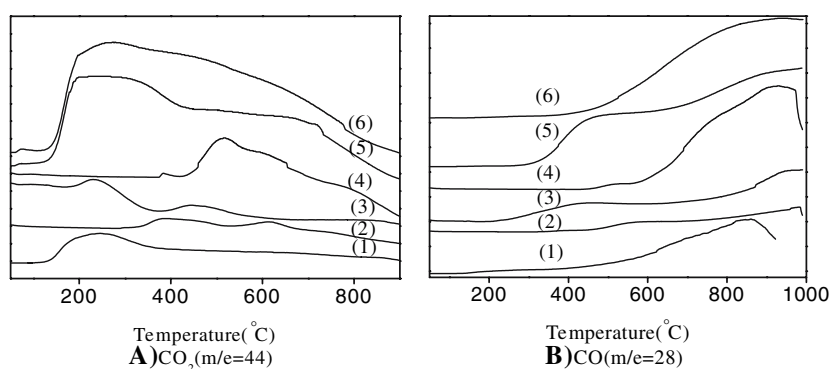 (6)
(5)
(4)
(3)
(2)
(1)
200 400 600 800
Temperature(°C)
A)CO2(m/e=44)
(6)
(5)
(4)
(3)
(2)
(1)
200 400 600 800 1000
Temperature(°C)
B)CO(m/e=28)